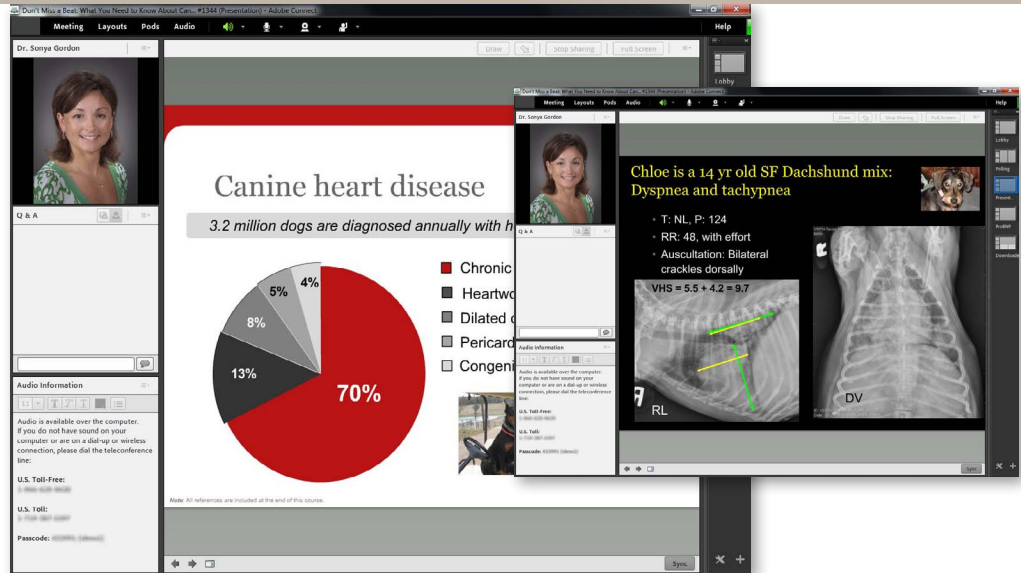 Don't Miss a Beat: What You Need to Know About Can... #1344 (Presentation) - Adobe Connect
Meeting Layouts Pods Audio Help
Dr. Sonya Gordon
Draw Stop Sharing Full Screen
Lobby
Canine heart disease
3.2 million dogs are diagnosed annually with h
Q & A
5% 4%
8%
13%
70%
Chronic
Heartwo
Dilated c
Pericard
Congeni
Audio Information
Audio is available over the computer.
If you do not have sound on your
computer or are on a dial-up or wireless
connection, please dial the teleconference
line:
U.S. Toll-Free:
U.S. Toll:
Passcode:
Note: All references are included at the end of this course.
Sync
Don't Miss a Beat: What You Need to Know About Can... #1344 (Presentation) - Adobe Connect
Meeting Layouts Pods Audio Help
Dr. Sonya Gordon
Draw Stop Sharing Full Screen
Lobby
Polling
Present...
ProBNP
Downloads
Chloe is a 14 yr old SF Dachshund mix:
Dyspnea and tachypnea
T: NL, P: 124
RR: 48, with effort
Auscultation: Bilateral
crackles dorsally
VHS = 5.5 + 4.2 = 9.7
RL
DV
Q & A
Audio Information
Audio is available over the computer.
If you do not have sound on your
computer or are on a dial-up or wireless
connection, please dial the teleconference
line:
U.S. Toll-Free:
U.S. Toll:
Passcode:
Sync